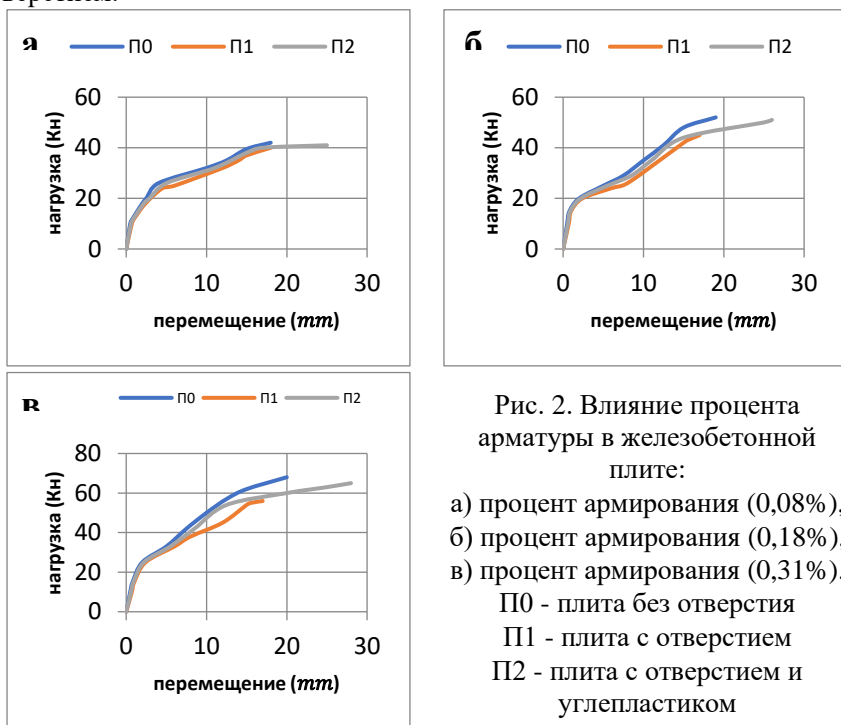 а
П0 П1 П2
60
40
20
0
0 10 20 30
нагрузка (Кн)
перемещение (mm)
б
П0 П1 П2
60
40
20
0
0 10 20 30
нагрузка (Кн)
перемещение (mm)
в
П0 П1 П2
80
60
40
20
0
0 10 20 30
нагрузка (Кн)
перемещение (mm)
Рис. 2. Влияние процента
арматуры в железобетонной
плите:
а) процент армирования (0,08%),
б) процент армирования (0,18%),
в) процент армирования (0,31%).
П0 - плита без отверстия
П1 - плита с отверстием
П2 - плита с отверстием и
углепластиком